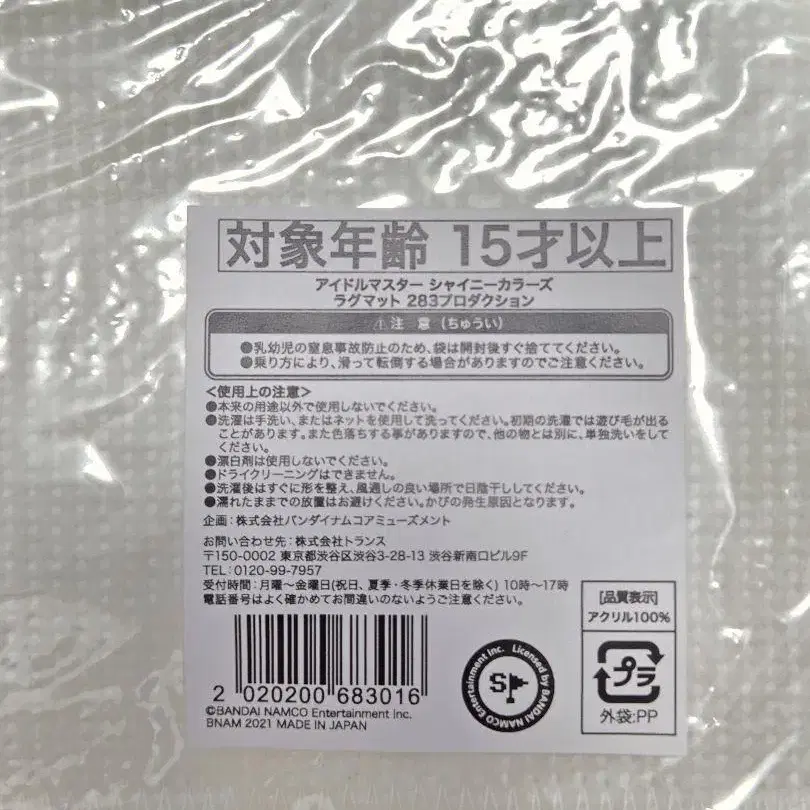 対象年齢 15才以上
アイドルマスター シャイニーカラーズ
ラグマット 283プロダクション
⚠注 意(ちゅうい)
●乳幼児の窒息事故防止のため、袋は開封後すぐ捨ててください。
●乗り方により、滑って転倒する場合がありますのでご注意ください。
<使用上の注意>
●本来の用途以外で使用しないでください。
●洗濯は手洗い、またはネットを使用して洗ってください。初期の洗濯では遊び毛が出る
ことがあります。また色落ちする事がありますので、他の物とは別に、単独洗いをして
ください。
●漂白剤は使用しないでください。
●ドライクリーニングはできません。
●洗濯後はすぐに形を整え、風通しの良い場所で日陰干ししてください。
●濡れたままでの放置はお避けください。かびの発生原因となります。
企画:株式会社バンダイナムコアミューズメント
お問い合わせ先:株式会社トランス
〒150-0002 東京都渋谷区渋谷3-28-13 渋谷新南口ビル9F
TEL:0120-99-7957
受付時間:月曜~金曜日(祝日、夏季・冬季休業日を除く) 10時~17時
電話番号はよく確かめてお間違いのないようご注意ください。
2 020200 683016
©BANDAI NAMCO Entertainment Inc.
BNAM 2021 MADE IN JAPAN
Licensed by BANDAI NAMCO Entertainment Inc.
S
[品質表示]
アクリル100%
プラ
外袋:PP